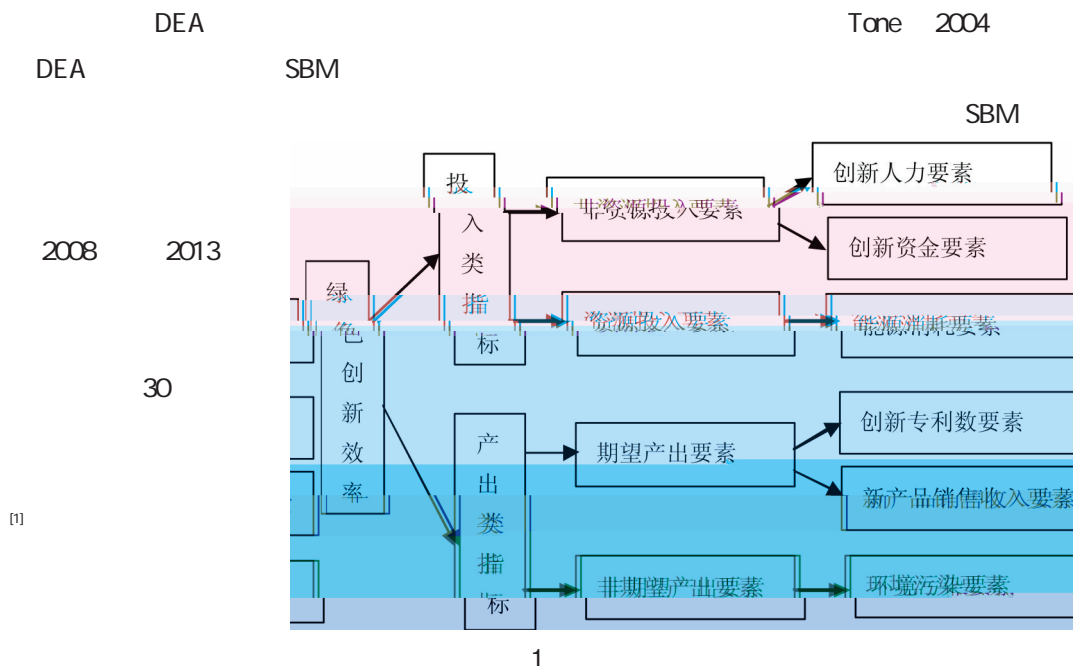 DEA Tone 2004
DEA SBM
SBM
2008 2013
30
[1]
绿色创新效率
投入类指标
非资源投入要素
创新人力要素
创新资金要素
资源投入要素
能源消耗要素
产出类指标
期望产出要素
创新专利数要素
新产品销售收入要素
非期望产出要素
环境污染要素
1